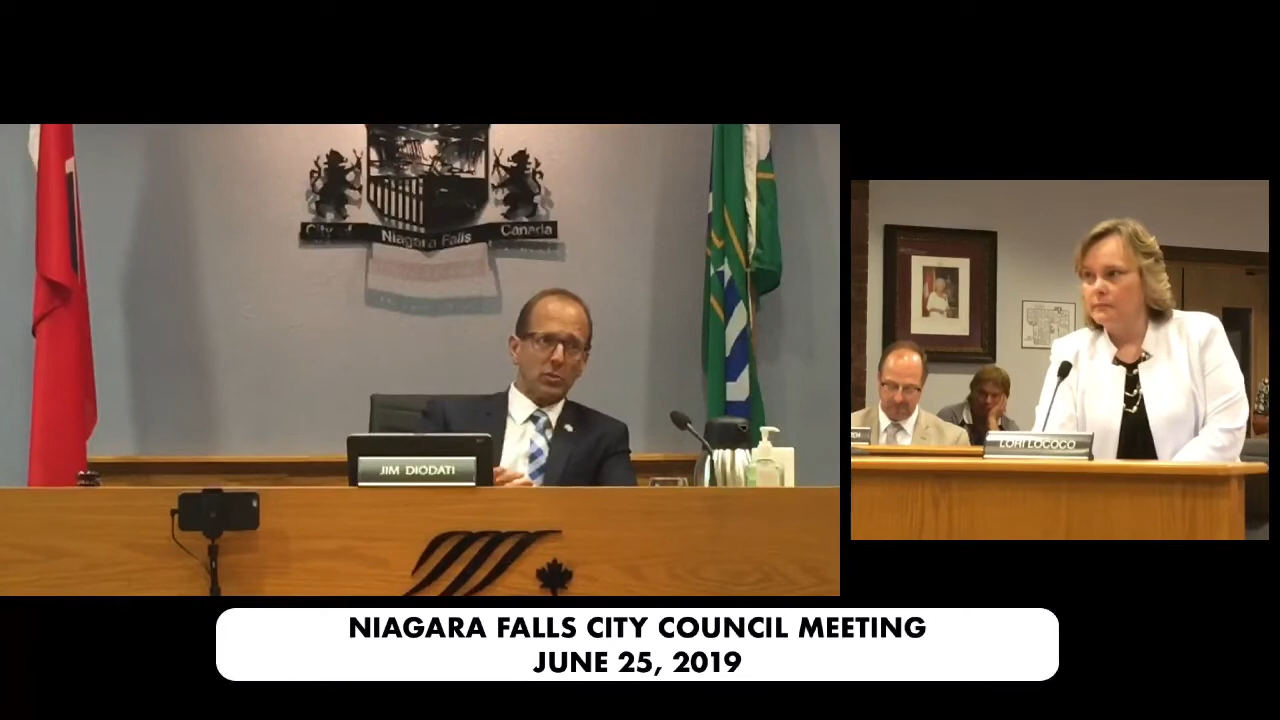 City of Niagara Falls Canada
JIM DIODATI
LORI LOCOCO
NIAGARA FALLS CITY COUNCIL MEETING
JUNE 25, 2019